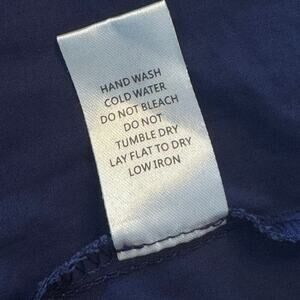 HAND WASH
COLD WATER
DO NOT BLEACH
DO NOT
TUMBLE DRY
LAY FLAT TO DRY
LOW IRON